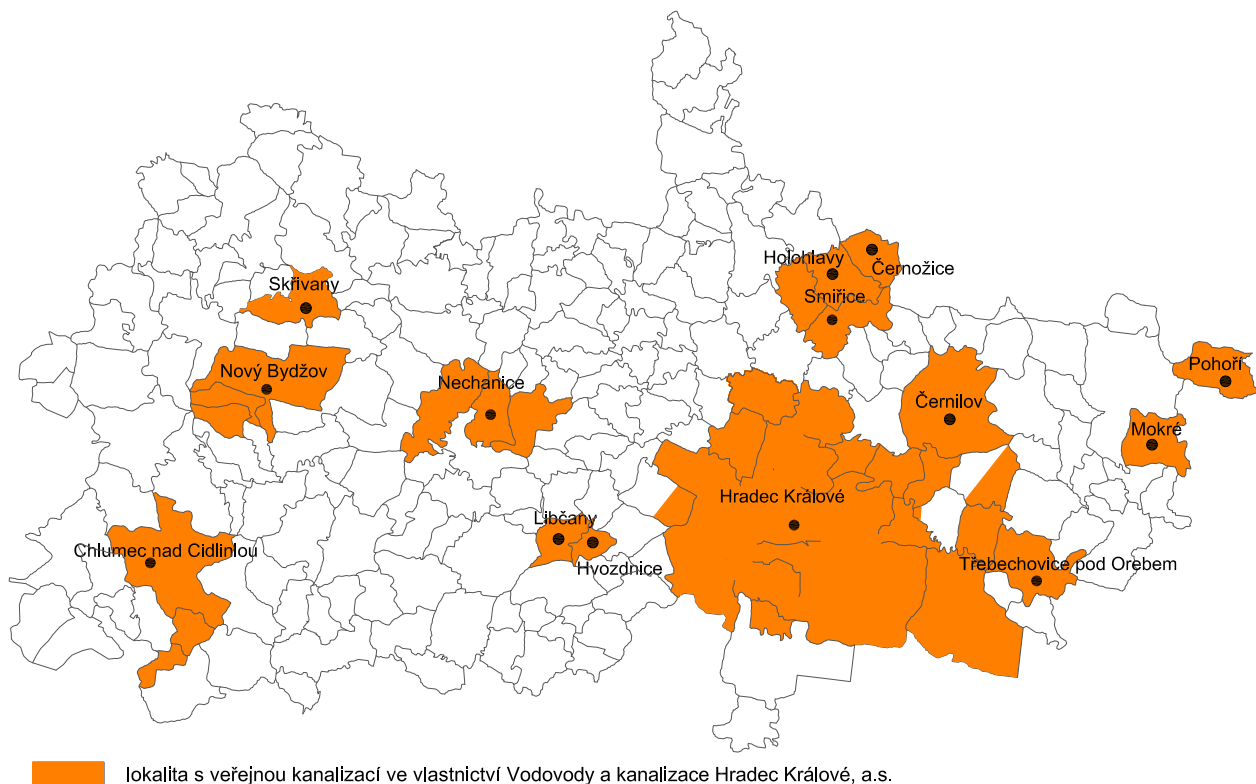 Holohlavy
Černožice
Skřivany
Smiřice
Pohoří
Nový Bydžov
Nechanice
Černilov
Mokré
Hradec Králové
Libčany
Chlumec nad Cidlinlou
Hvozdnice
Třebechovice pod Orebem
lokalita s veřejnou kanalizací ve vlastnictví Vodovody a kanalizace Hradec Králové, a.s.